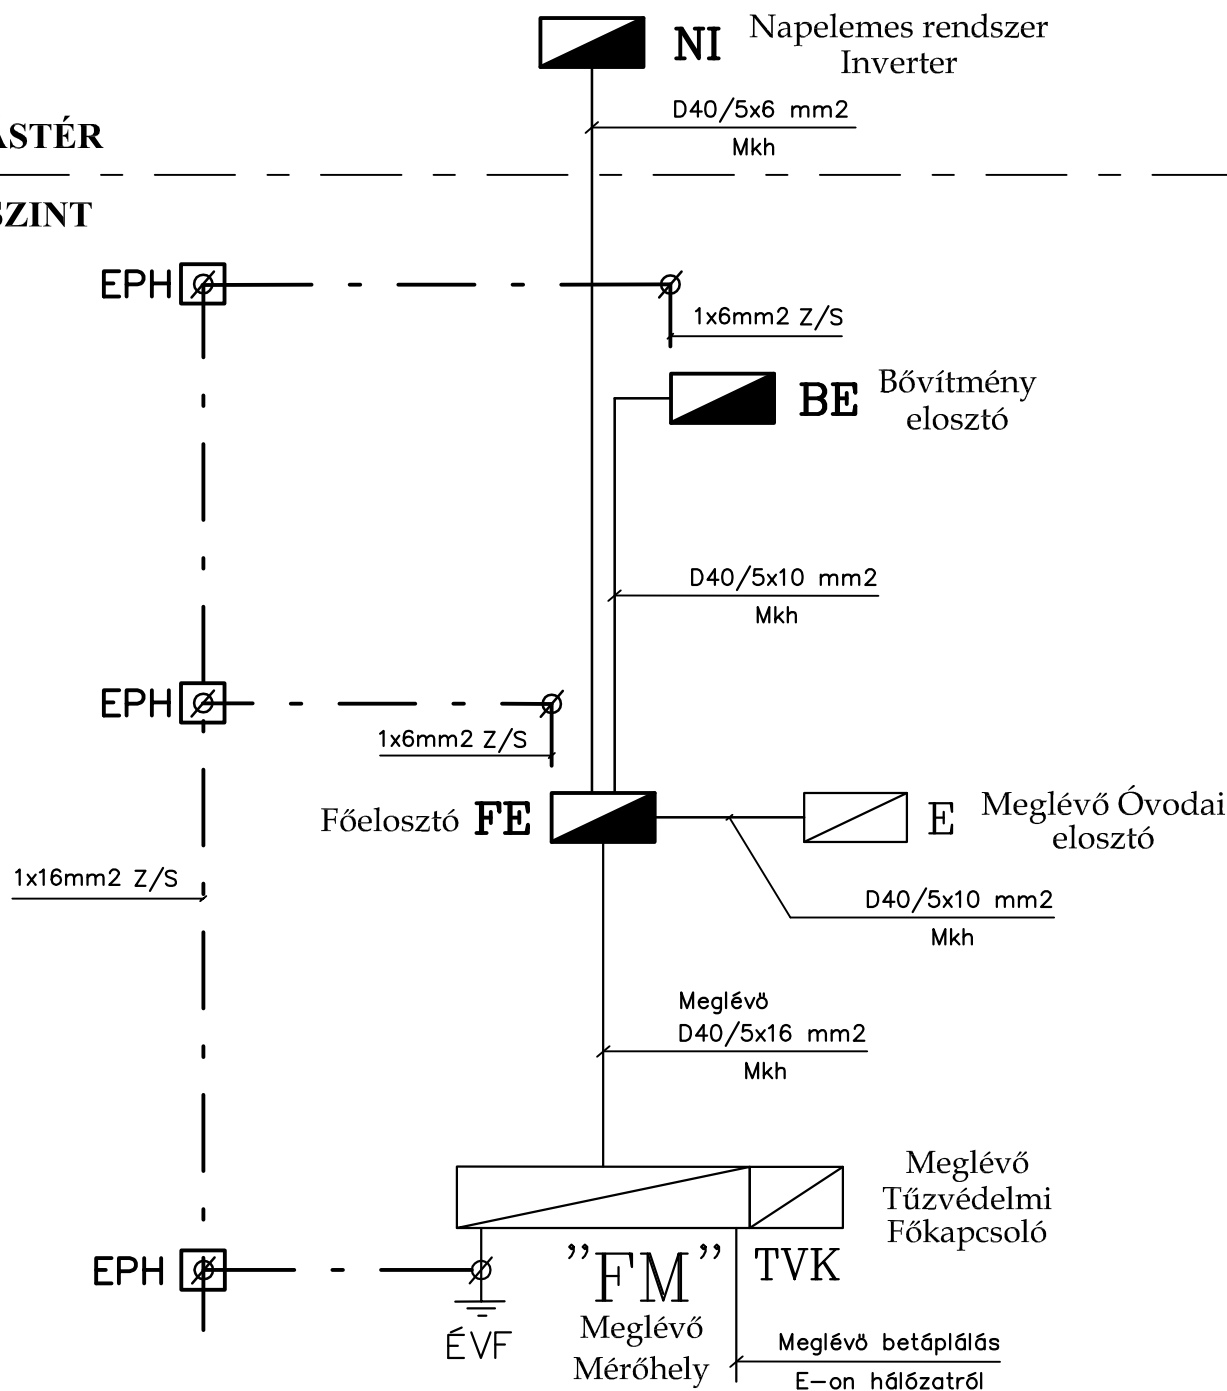 NI
Napelemes rendszer
Inverter
D40/5x6 mm2
Mkh
ASTÉR
SZINT
EPH
1x6mm2 Z/S
BE
Bővítmény
elosztó
D40/5x10 mm2
Mkh
EPH
1x6mm2 Z/S
Főelosztó FE
E
Meglévő Óvodai
elosztó
1x16mm2 Z/S
D40/5x10 mm2
Mkh
Meglévő
D40/5x16 mm2
Mkh
Meglévő
Tűzvédelmi
Főkapcsoló
EPH
"FM"
TVK
ÉVF
Meglévő
Mérőhely
Meglévő betáplálás
E-on hálózatról